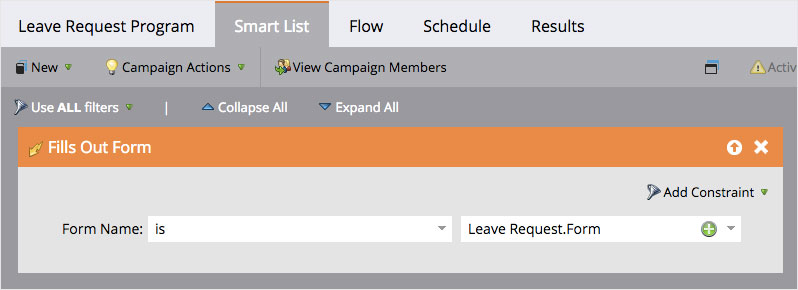 Leave Request Program Smart List Flow Schedule Results
New Campaign Actions View Campaign Members Activ
Use ALL filters | Collapse All Expand All
Fills Out Form
Add Constraint
Form Name: is Leave Request.Form